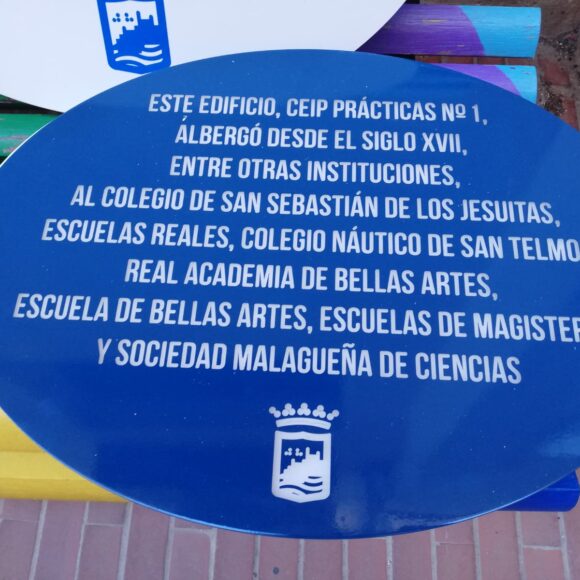 ESTE EDIFICIO, CEIP PRÁCTICAS Nº 1,
ALBERGÓ DESDE EL SIGLO XVII,
ENTRE OTRAS INSTITUCIONES,
AL COLEGIO DE SAN SEBASTIÁN DE LOS JESUITAS,
ESCUELAS REALES, COLEGIO NÁUTICO DE SAN TELMO
REAL ACADEMIA DE BELLAS ARTES,
ESCUELA DE BELLAS ARTES, ESCUELAS DE MAGISTER
Y SOCIEDAD MALAGUEÑA DE CIENCIAS